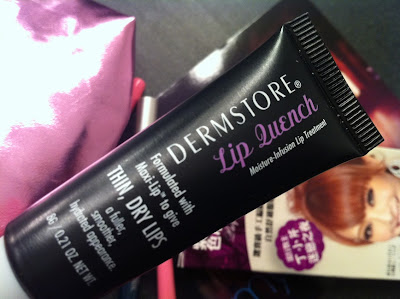 DERMSTORE®
Lip Quench
Moisture-Infusion Lip Treatment
Formulated with
Maxi-Lip™ to give
THIN, DRY LIPS
a fuller,
smoother,
hydrated appearance.
6g/0.21 OZ. NET WT.